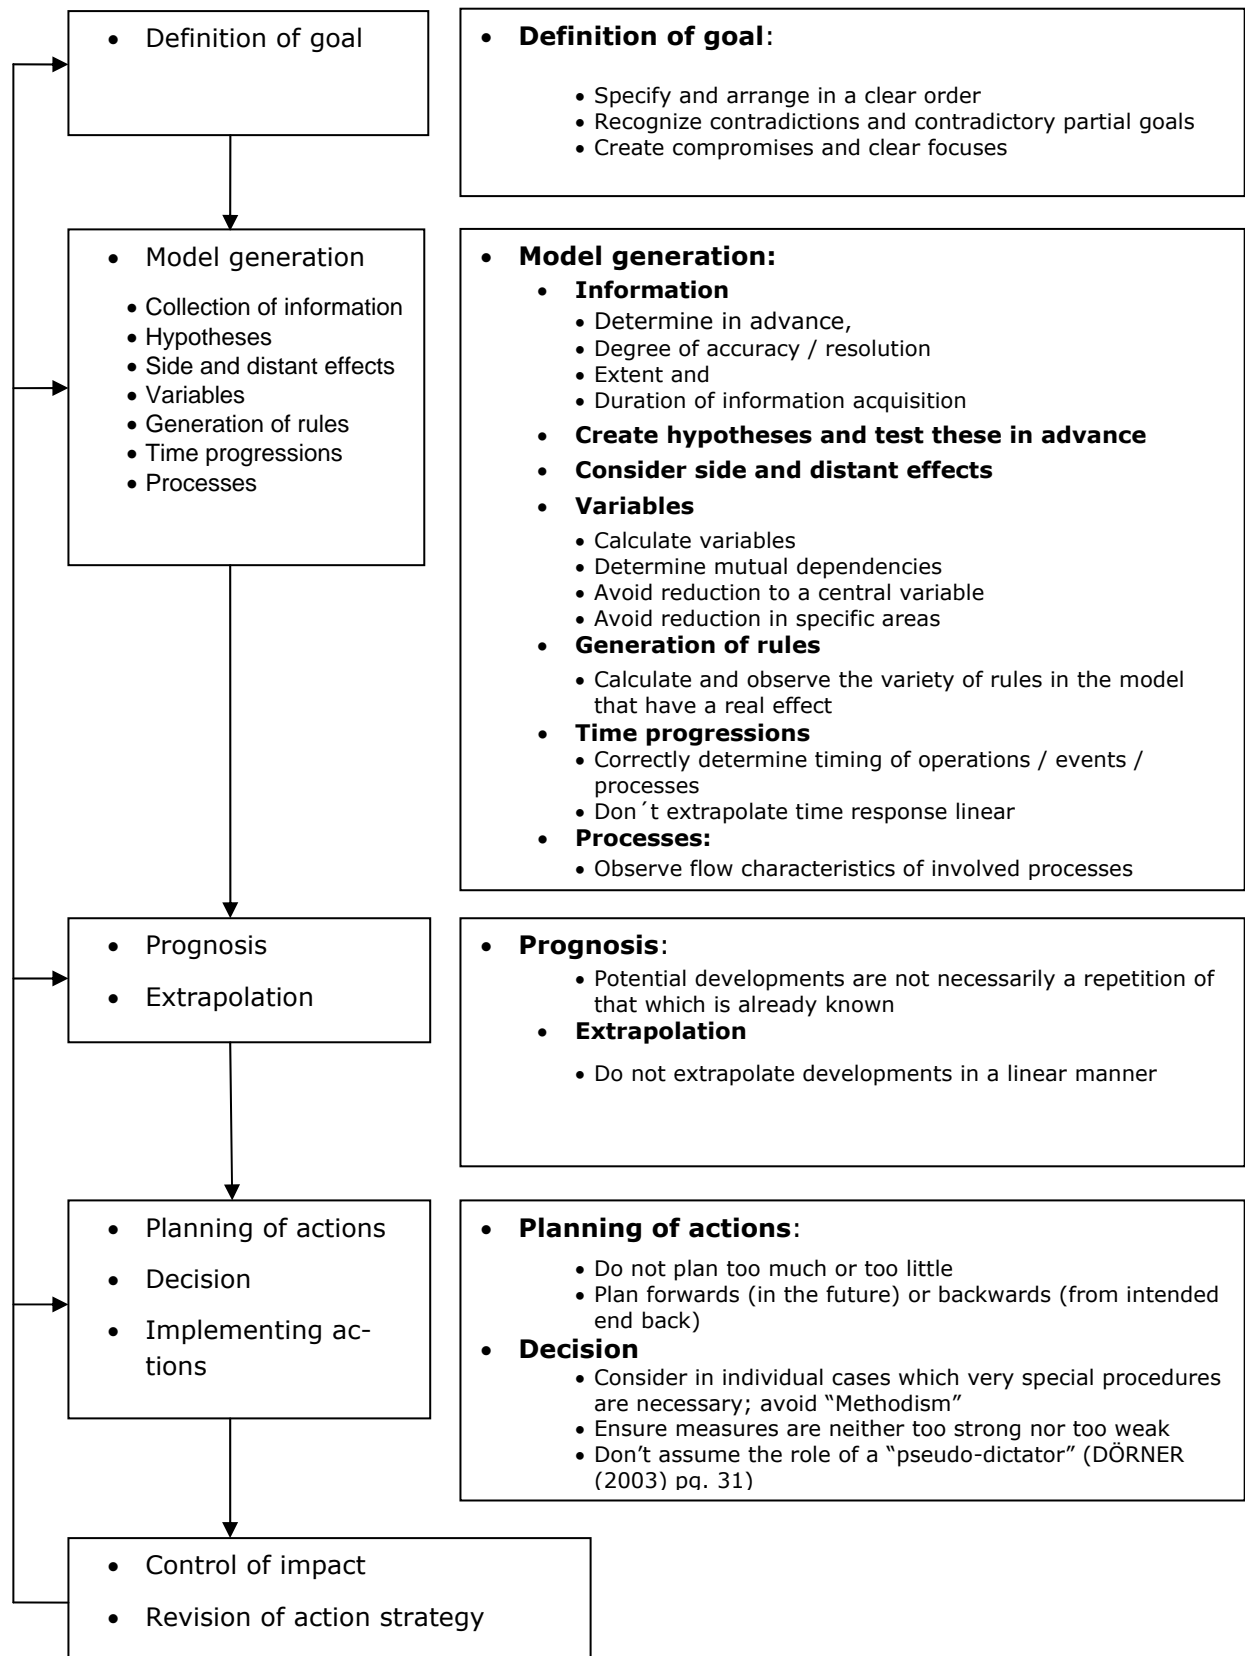 • Definition of goal
• Definition of goal:
• Specify and arrange in a clear order
• Recognize contradictions and contradictory partial goals
• Create compromises and clear focuses
• Model generation
• Collection of information
• Hypotheses
• Side and distant effects
• Variables
• Generation of rules
• Time progressions
• Processes
• Model generation:
• Information
• Determine in advance,
• Degree of accuracy / resolution
• Extent and
• Duration of information acquisition
• Create hypotheses and test these in advance
• Consider side and distant effects
• Variables
• Calculate variables
• Determine mutual dependencies
• Avoid reduction to a central variable
• Avoid reduction in specific areas
• Generation of rules
• Calculate and observe the variety of rules in the model
that have a real effect
• Time progressions
• Correctly determine timing of operations / events /
processes
• Don´t extrapolate time response linear
• Processes:
• Observe flow characteristics of involved processes
• Prognosis
• Extrapolation
• Prognosis:
• Potential developments are not necessarily a repetition of
that which is already known
• Extrapolation
• Do not extrapolate developments in a linear manner
• Planning of actions
• Decision
• Implementing ac-
tions
• Planning of actions:
• Do not plan too much or too little
• Plan forwards (in the future) or backwards (from intended
end back)
• Decision
• Consider in individual cases which very special procedures
are necessary; avoid “Methodism”
• Ensure measures are neither too strong nor too weak
• Don’t assume the role of a “pseudo-dictator” (DÖRNER
(2003) pg. 31)
• Control of impact
• Revision of action strategy